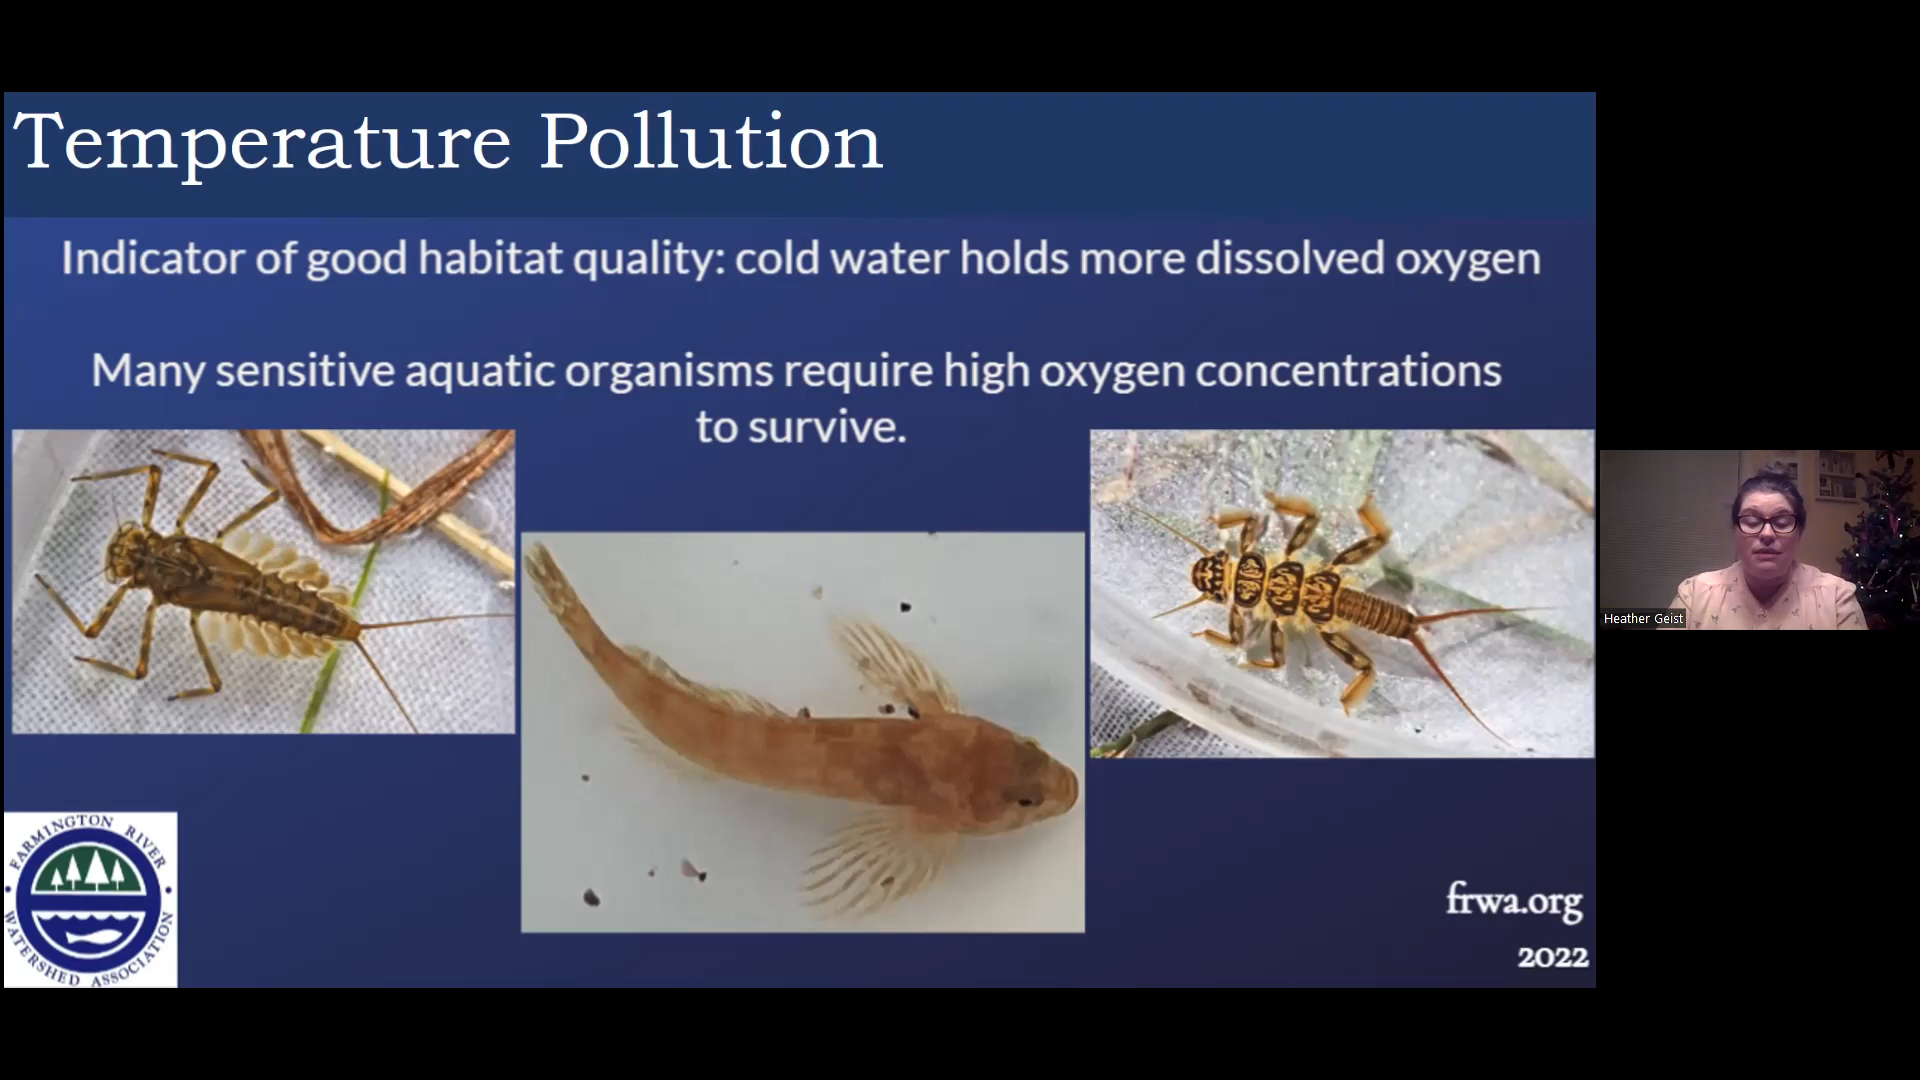 Temperature Pollution
Indicator of good habitat quality: cold water holds more dissolved oxygen
Many sensitive aquatic organisms require high oxygen concentrations
to survive.
Heather Geist
FARMINGTON RIVER
WATERSHED ASSOCIATION
frwa.org
2022